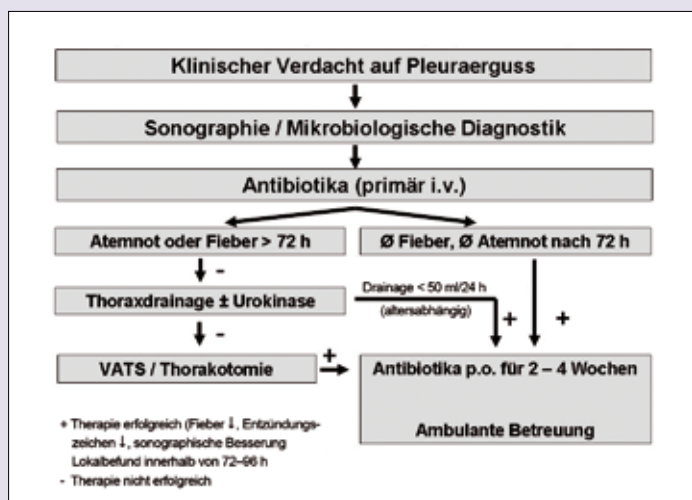 Klinischer Verdacht auf Pleuraerguss
Sonographie / Mikrobiologische Diagnostik
Antibiotika (primär i.v.)
Atemnot oder Fieber > 72 h
Ø Fieber, Ø Atemnot nach 72 h
-
Thoraxdrainage ± Urokinase
Drainage < 50 ml/24 h
(altersabhängig)
+ +
-
VATS / Thorakotomie
+
Antibiotika p.o. für 2 – 4 Wochen
Ambulante Betreuung
+ Therapie erfolgreich (Fieber ↓, Entzündungs-
zeichen ↓, sonographische Besserung
Lokalbefund innerhalb von 72–96 h
- Therapie nicht erfolgreich